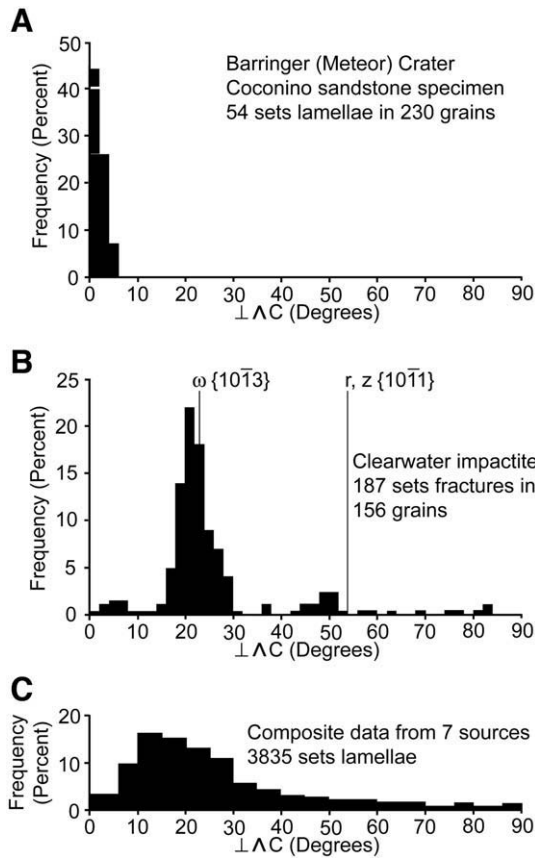 A
50
40
30
20
10
0
Frequency (Percent)
Barringer (Meteor) Crater
Coconino sandstone specimen
54 sets lamellae in 230 grains
0 10 20 30 40 50 60 70 80 90
⊥ΛC (Degrees)
B
ω {101̅3} r, z {101̅1}
25
20
15
10
5
0
Frequency (Percent)
Clearwater impactite
187 sets fractures in
156 grains
0 10 20 30 40 50 60 70 80 90
⊥ΛC (Degrees)
C
20
10
0
Frequency
(Percent)
Composite data from 7 sources
3835 sets lamellae
0 10 20 30 40 50 60 70 80 90
⊥ΛC (Degrees)